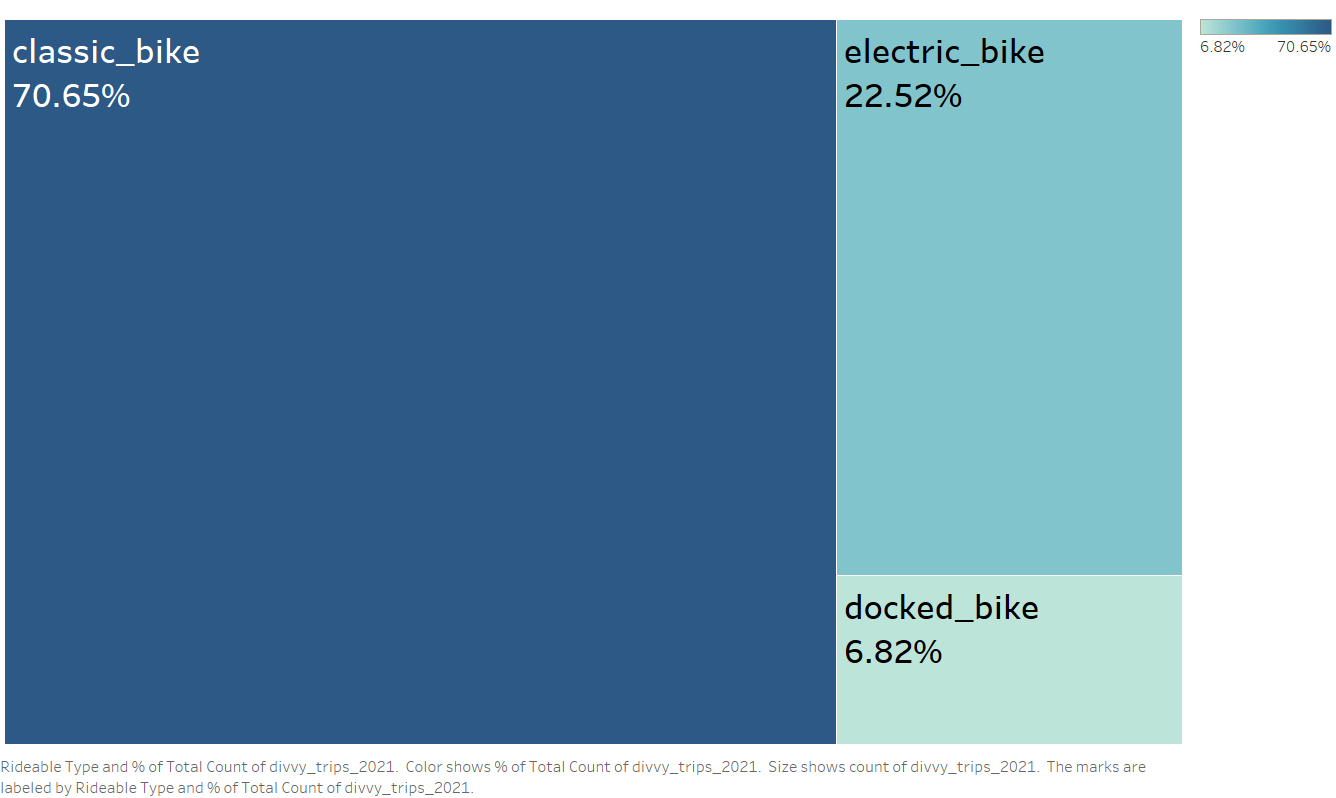 classic_bike
70.65%
electric_bike
22.52%
6.82% 70.65%
docked_bike
6.82%
Rideable Type and % of Total Count of divvy_trips_2021.  Color shows % of Total Count of divvy_trips_2021.  Size shows count of divvy_trips_2021.  The marks are
labeled by Rideable Type and % of Total Count of divvy_trips_2021.